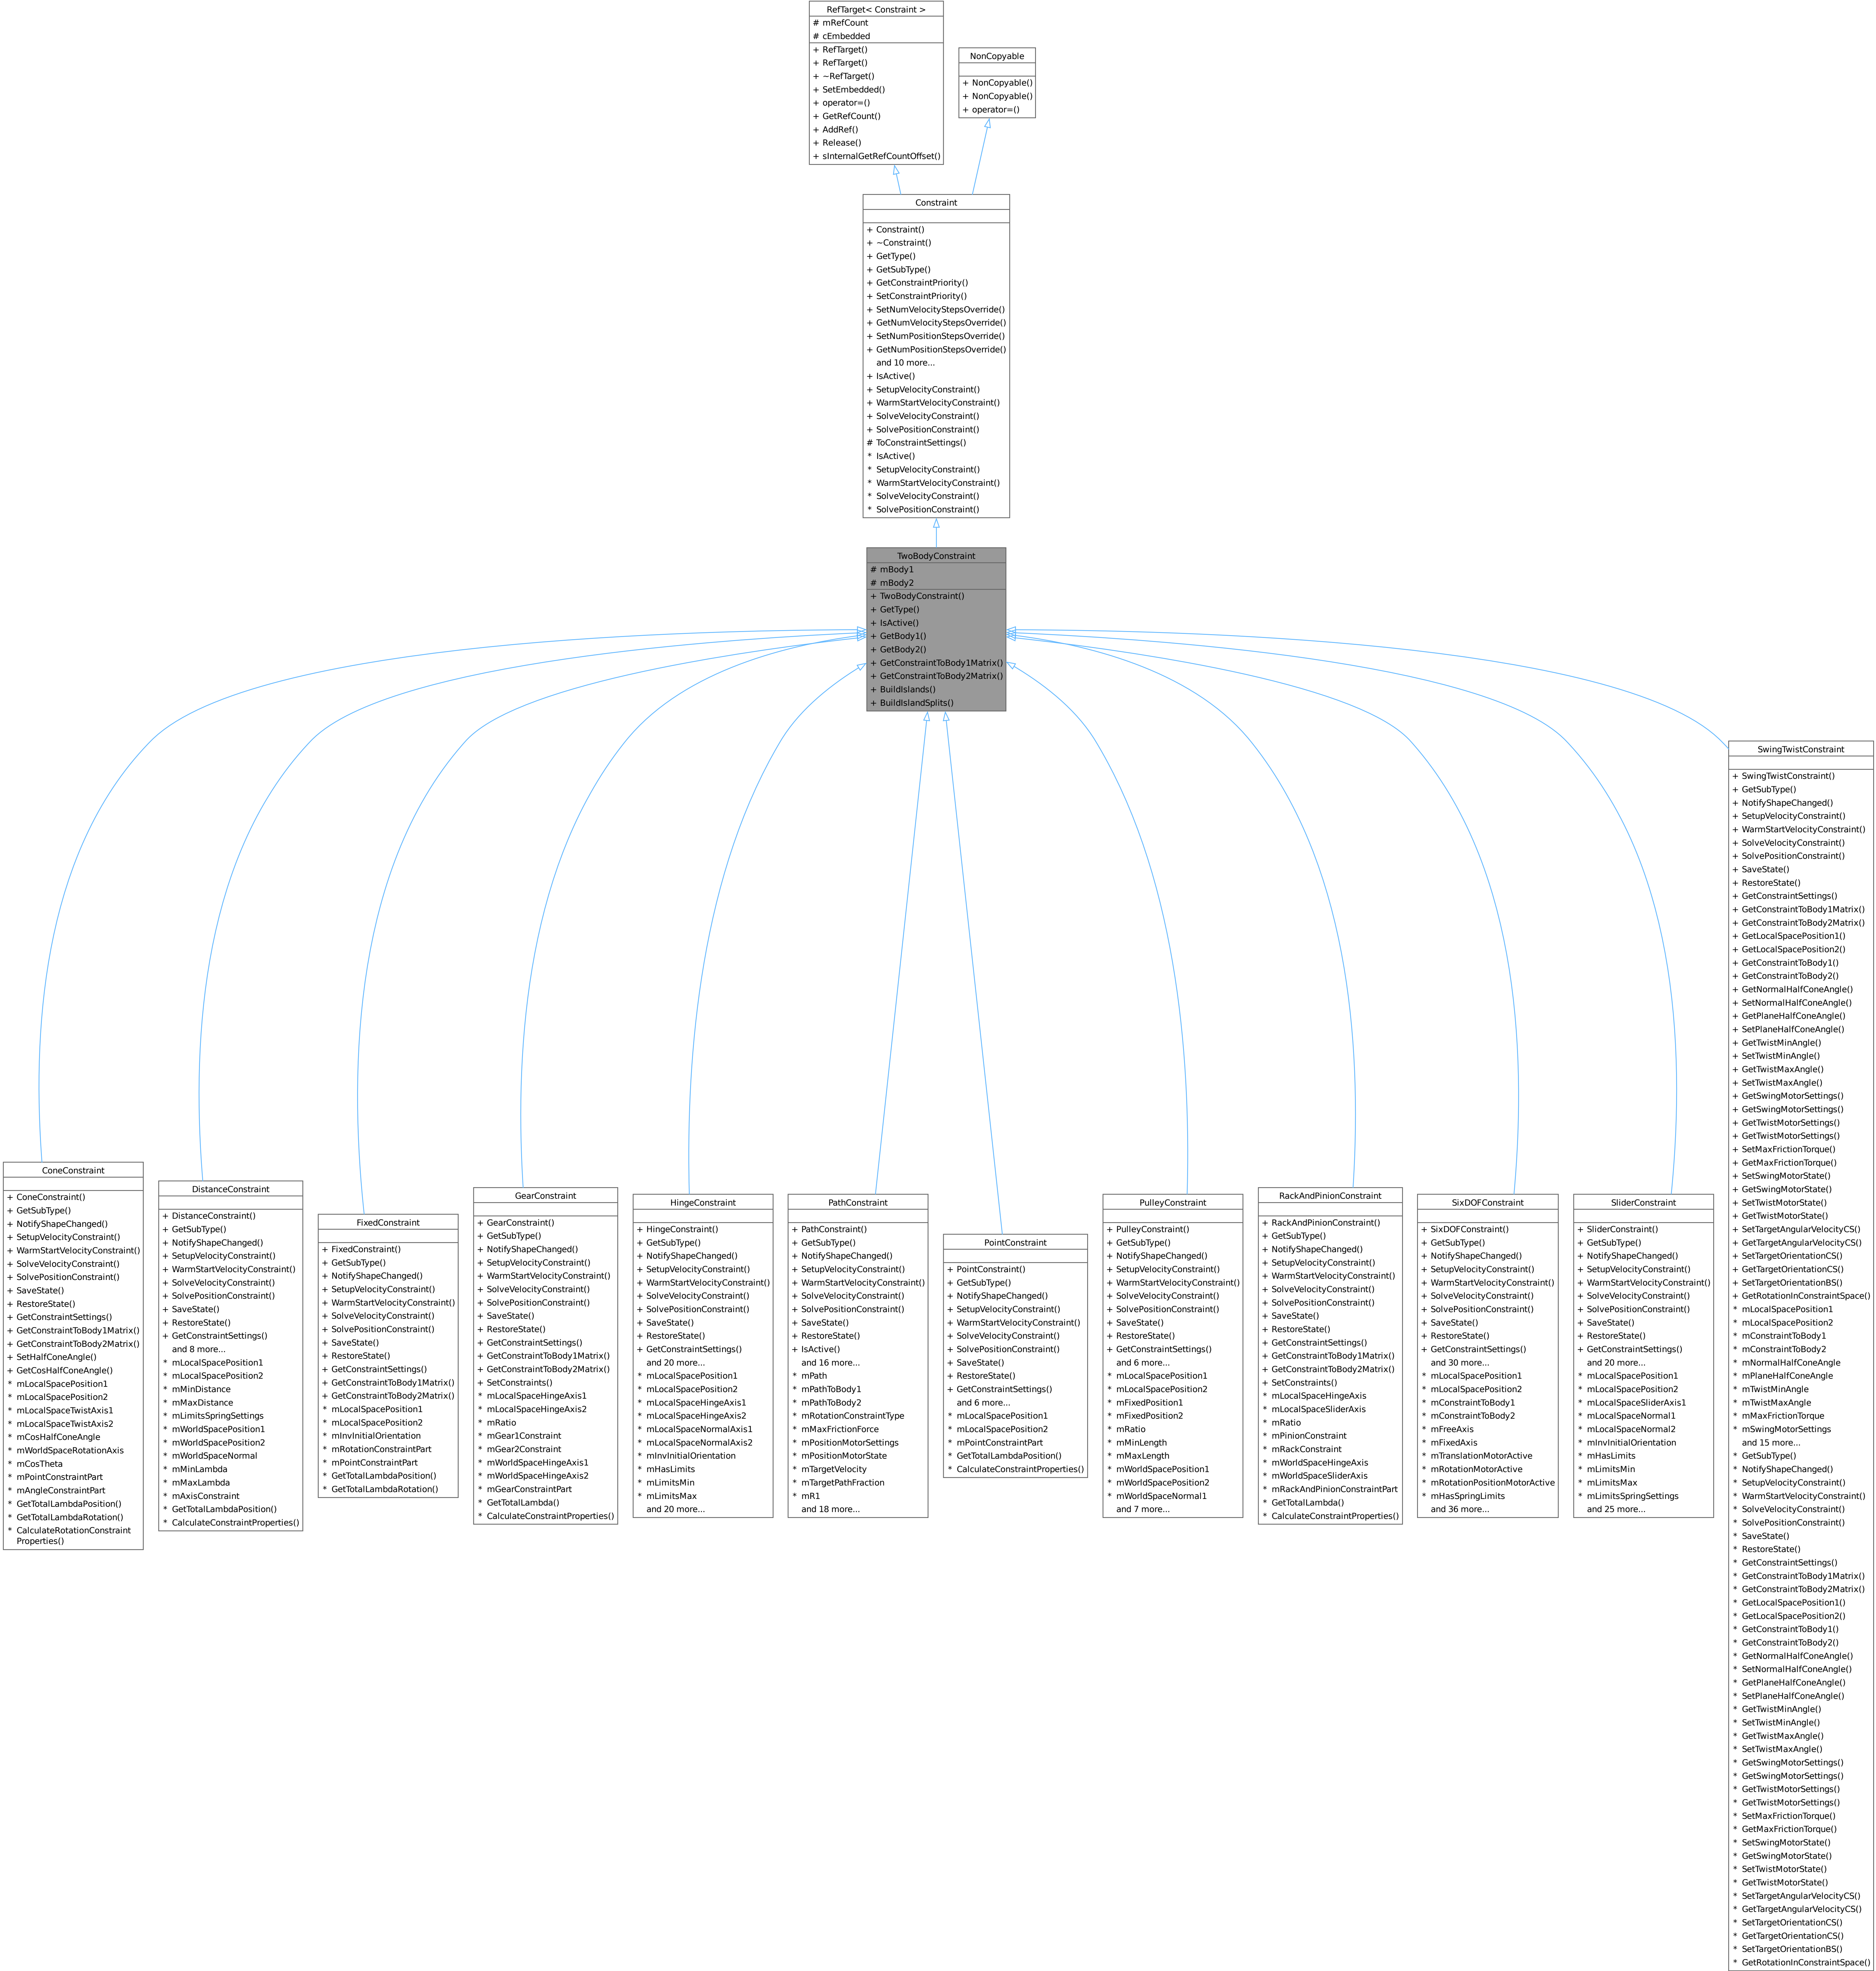 RefTarget< Constraint >
# mRefCount
# cEmbedded
+ RefTarget()
+ RefTarget()
+ ~RefTarget()
+ SetEmbedded()
+ operator=()
+ GetRefCount()
+ AddRef()
+ Release()
+ sInternalGetRefCountOffset()
NonCopyable
+ NonCopyable()
+ NonCopyable()
+ operator=()
Constraint
+ Constraint()
+ ~Constraint()
+ GetType()
+ GetSubType()
+ GetConstraintPriority()
+ SetConstraintPriority()
+ SetNumVelocityStepsOverride()
+ GetNumVelocityStepsOverride()
+ SetNumPositionStepsOverride()
+ GetNumPositionStepsOverride()
and 10 more...
+ IsActive()
+ SetupVelocityConstraint()
+ WarmStartVelocityConstraint()
+ SolveVelocityConstraint()
+ SolvePositionConstraint()
# ToConstraintSettings()
* IsActive()
* SetupVelocityConstraint()
* WarmStartVelocityConstraint()
* SolveVelocityConstraint()
* SolvePositionConstraint()
TwoBodyConstraint
# mBody1
# mBody2
+ TwoBodyConstraint()
+ GetType()
+ IsActive()
+ GetBody1()
+ GetBody2()
+ GetConstraintToBody1Matrix()
+ GetConstraintToBody2Matrix()
+ BuildIslands()
+ BuildIslandSplits()
ConeConstraint
+ ConeConstraint()
+ GetSubType()
+ NotifyShapeChanged()
+ SetupVelocityConstraint()
+ WarmStartVelocityConstraint()
+ SolveVelocityConstraint()
+ SolvePositionConstraint()
+ SaveState()
+ RestoreState()
+ GetConstraintSettings()
+ GetConstraintToBody1Matrix()
+ GetConstraintToBody2Matrix()
+ SetHalfConeAngle()
+ GetCosHalfConeAngle()
* mLocalSpacePosition1
* mLocalSpacePosition2
* mLocalSpaceTwistAxis1
* mLocalSpaceTwistAxis2
* mCosHalfConeAngle
* mWorldSpaceRotationAxis
* mCosTheta
* mPointConstraintPart
* mAngleConstraintPart
* GetTotalLambdaPosition()
* GetTotalLambdaRotation()
* CalculateRotationConstraint
Properties()
DistanceConstraint
+ DistanceConstraint()
+ GetSubType()
+ NotifyShapeChanged()
+ SetupVelocityConstraint()
+ WarmStartVelocityConstraint()
+ SolveVelocityConstraint()
+ SolvePositionConstraint()
+ SaveState()
+ RestoreState()
+ GetConstraintSettings()
and 8 more...
* mLocalSpacePosition1
* mLocalSpacePosition2
* mMinDistance
* mMaxDistance
* mLimitsSpringSettings
* mWorldSpacePosition1
* mWorldSpacePosition2
* mWorldSpaceNormal
* mMinLambda
* mMaxLambda
* mAxisConstraint
* GetTotalLambdaPosition()
* CalculateConstraintProperties()
FixedConstraint
+ FixedConstraint()
+ GetSubType()
+ NotifyShapeChanged()
+ SetupVelocityConstraint()
+ WarmStartVelocityConstraint()
+ SolveVelocityConstraint()
+ SolvePositionConstraint()
+ SaveState()
+ RestoreState()
+ GetConstraintSettings()
+ GetConstraintToBody1Matrix()
+ GetConstraintToBody2Matrix()
* mLocalSpacePosition1
* mLocalSpacePosition2
* mInvInitialOrientation
* mRotationConstraintPart
* mPointConstraintPart
* GetTotalLambdaPosition()
* GetTotalLambdaRotation()
GearConstraint
+ GearConstraint()
+ GetSubType()
+ NotifyShapeChanged()
+ SetupVelocityConstraint()
+ WarmStartVelocityConstraint()
+ SolveVelocityConstraint()
+ SolvePositionConstraint()
+ SaveState()
+ RestoreState()
+ GetConstraintSettings()
+ GetConstraintToBody1Matrix()
+ GetConstraintToBody2Matrix()
+ SetConstraints()
* mLocalSpaceHingeAxis1
* mLocalSpaceHingeAxis2
* mRatio
* mGear1Constraint
* mGear2Constraint
* mWorldSpaceHingeAxis1
* mWorldSpaceHingeAxis2
* mGearConstraintPart
* GetTotalLambda()
* CalculateConstraintProperties()
HingeConstraint
+ HingeConstraint()
+ GetSubType()
+ NotifyShapeChanged()
+ SetupVelocityConstraint()
+ WarmStartVelocityConstraint()
+ SolveVelocityConstraint()
+ SolvePositionConstraint()
+ SaveState()
+ RestoreState()
+ GetConstraintSettings()
and 20 more...
* mLocalSpacePosition1
* mLocalSpacePosition2
* mLocalSpaceHingeAxis1
* mLocalSpaceHingeAxis2
* mLocalSpaceNormalAxis1
* mLocalSpaceNormalAxis2
* mInvInitialOrientation
* mHasLimits
* mLimitsMin
* mLimitsMax
and 20 more...
PathConstraint
+ PathConstraint()
+ GetSubType()
+ NotifyShapeChanged()
+ SetupVelocityConstraint()
+ WarmStartVelocityConstraint()
+ SolveVelocityConstraint()
+ SolvePositionConstraint()
+ SaveState()
+ RestoreState()
+ IsActive()
and 16 more...
* mPath
* mPathToBody1
* mPathToBody2
* mRotationConstraintType
* mMaxFrictionForce
* mPositionMotorSettings
* mPositionMotorState
* mTargetVelocity
* mTargetPathFraction
* mR1
and 18 more...
PointConstraint
+ PointConstraint()
+ GetSubType()
+ NotifyShapeChanged()
+ SetupVelocityConstraint()
+ WarmStartVelocityConstraint()
+ SolveVelocityConstraint()
+ SolvePositionConstraint()
+ SaveState()
+ RestoreState()
+ GetConstraintSettings()
and 6 more...
* mLocalSpacePosition1
* mLocalSpacePosition2
* mPointConstraintPart
* GetTotalLambdaPosition()
* CalculateConstraintProperties()
PulleyConstraint
+ PulleyConstraint()
+ GetSubType()
+ NotifyShapeChanged()
+ SetupVelocityConstraint()
+ WarmStartVelocityConstraint()
+ SolveVelocityConstraint()
+ SolvePositionConstraint()
+ SaveState()
+ RestoreState()
+ GetConstraintSettings()
and 6 more...
* mLocalSpacePosition1
* mLocalSpacePosition2
* mFixedPosition1
* mFixedPosition2
* mRatio
* mMinLength
* mMaxLength
* mWorldSpacePosition1
* mWorldSpacePosition2
* mWorldSpaceNormal1
and 7 more...
RackAndPinionConstraint
+ RackAndPinionConstraint()
+ GetSubType()
+ NotifyShapeChanged()
+ SetupVelocityConstraint()
+ WarmStartVelocityConstraint()
+ SolveVelocityConstraint()
+ SolvePositionConstraint()
+ SaveState()
+ RestoreState()
+ GetConstraintSettings()
+ GetConstraintToBody1Matrix()
+ GetConstraintToBody2Matrix()
+ SetConstraints()
* mLocalSpaceHingeAxis
* mLocalSpaceSliderAxis
* mRatio
* mPinionConstraint
* mRackConstraint
* mWorldSpaceHingeAxis
* mWorldSpaceSliderAxis
* mRackAndPinionConstraintPart
* GetTotalLambda()
* CalculateConstraintProperties()
SixDOFConstraint
+ SixDOFConstraint()
+ GetSubType()
+ NotifyShapeChanged()
+ SetupVelocityConstraint()
+ WarmStartVelocityConstraint()
+ SolveVelocityConstraint()
+ SolvePositionConstraint()
+ SaveState()
+ RestoreState()
+ GetConstraintSettings()
and 30 more...
* mLocalSpacePosition1
* mLocalSpacePosition2
* mConstraintToBody1
* mConstraintToBody2
* mFreeAxis
* mFixedAxis
* mTranslationMotorActive
* mRotationMotorActive
* mRotationPositionMotorActive
* mHasSpringLimits
and 36 more...
SliderConstraint
+ SliderConstraint()
+ GetSubType()
+ NotifyShapeChanged()
+ SetupVelocityConstraint()
+ WarmStartVelocityConstraint()
+ SolveVelocityConstraint()
+ SolvePositionConstraint()
+ SaveState()
+ RestoreState()
+ GetConstraintSettings()
and 20 more...
* mLocalSpacePosition1
* mLocalSpacePosition2
* mLocalSpaceSliderAxis1
* mLocalSpaceNormal1
* mLocalSpaceNormal2
* mInvInitialOrientation
* mHasLimits
* mLimitsMin
* mLimitsMax
* mLimitsSpringSettings
and 25 more...
SwingTwistConstraint
+ SwingTwistConstraint()
+ GetSubType()
+ NotifyShapeChanged()
+ SetupVelocityConstraint()
+ WarmStartVelocityConstraint()
+ SolveVelocityConstraint()
+ SolvePositionConstraint()
+ SaveState()
+ RestoreState()
+ GetConstraintSettings()
+ GetConstraintToBody1Matrix()
+ GetConstraintToBody2Matrix()
+ GetLocalSpacePosition1()
+ GetLocalSpacePosition2()
+ GetConstraintToBody1()
+ GetConstraintToBody2()
+ GetNormalHalfConeAngle()
+ SetNormalHalfConeAngle()
+ GetPlaneHalfConeAngle()
+ SetPlaneHalfConeAngle()
+ GetTwistMinAngle()
+ SetTwistMinAngle()
+ GetTwistMaxAngle()
+ SetTwistMaxAngle()
+ GetSwingMotorSettings()
+ GetSwingMotorSettings()
+ GetTwistMotorSettings()
+ GetTwistMotorSettings()
+ SetMaxFrictionTorque()
+ GetMaxFrictionTorque()
+ SetSwingMotorState()
+ GetSwingMotorState()
+ SetTwistMotorState()
+ GetTwistMotorState()
+ SetTargetAngularVelocityCS()
+ GetTargetAngularVelocityCS()
+ SetTargetOrientationCS()
+ GetTargetOrientationCS()
+ SetTargetOrientationBS()
+ GetRotationInConstraintSpace()
* mLocalSpacePosition1
* mLocalSpacePosition2
* mConstraintToBody1
* mConstraintToBody2
* mNormalHalfConeAngle
* mPlaneHalfConeAngle
* mTwistMinAngle
* mTwistMaxAngle
* mMaxFrictionTorque
* mSwingMotorSettings
and 15 more...
* GetSubType()
* NotifyShapeChanged()
* SetupVelocityConstraint()
* WarmStartVelocityConstraint()
* SolveVelocityConstraint()
* SolvePositionConstraint()
* SaveState()
* RestoreState()
* GetConstraintSettings()
* GetConstraintToBody1Matrix()
* GetConstraintToBody2Matrix()
* GetLocalSpacePosition1()
* GetLocalSpacePosition2()
* GetConstraintToBody1()
* GetConstraintToBody2()
* GetNormalHalfConeAngle()
* SetNormalHalfConeAngle()
* GetPlaneHalfConeAngle()
* SetPlaneHalfConeAngle()
* GetTwistMinAngle()
* SetTwistMinAngle()
* GetTwistMaxAngle()
* SetTwistMaxAngle()
* GetSwingMotorSettings()
* GetSwingMotorSettings()
* GetTwistMotorSettings()
* GetTwistMotorSettings()
* SetMaxFrictionTorque()
* GetMaxFrictionTorque()
* SetSwingMotorState()
* GetSwingMotorState()
* SetTwistMotorState()
* GetTwistMotorState()
* SetTargetAngularVelocityCS()
* GetTargetAngularVelocityCS()
* SetTargetOrientationCS()
* GetTargetOrientationCS()
* SetTargetOrientationBS()
* GetRotationInConstraintSpace()